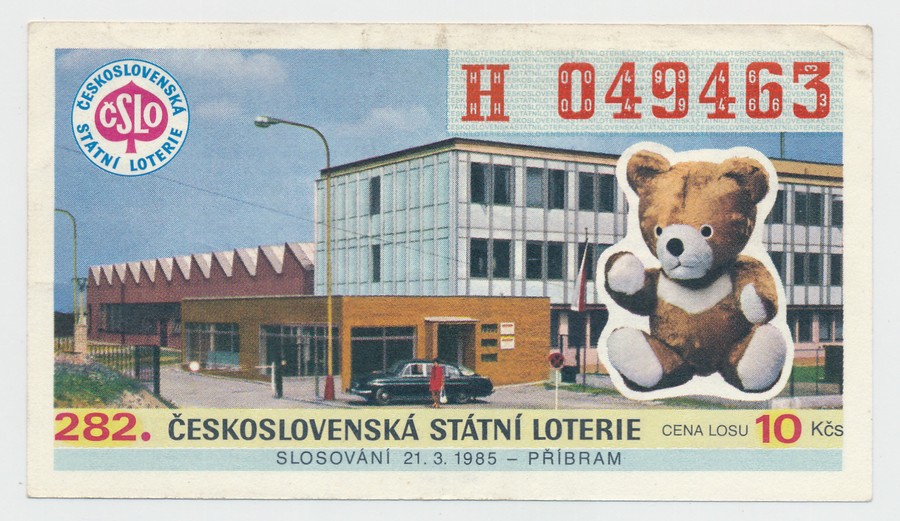 ČESKOSLOVENSKÁ
ČSLO
STÁTNÍ LOTERIE
H 049463
282. ČESKOSLOVENSKÁ STÁTNÍ LOTERIE CENA LOSU 10 Kčs
SLOSOVÁNÍ 21. 3. 1985 – PŘÍBRAM